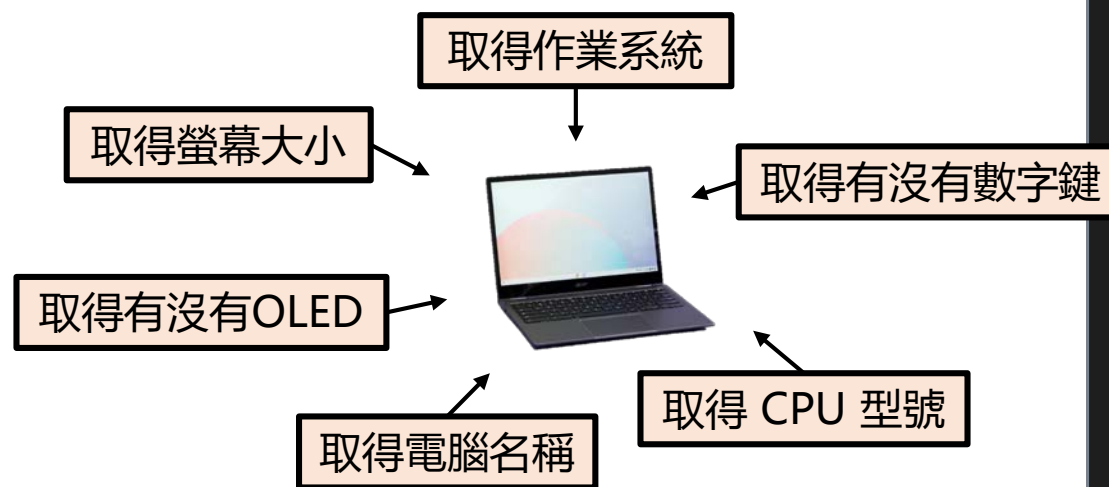 取得作業系統
取得螢幕大小
取得有沒有數字鍵
取得有沒有OLED
取得 CPU 型號
取得電腦名稱